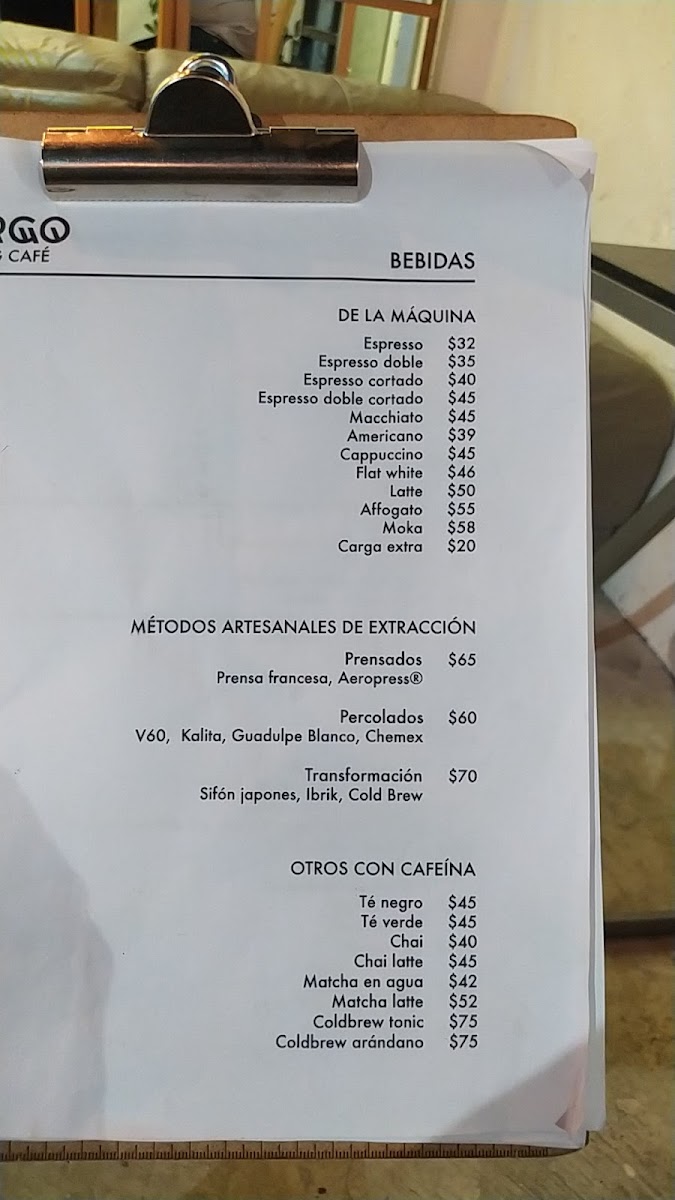 CAFÉ
BEBIDAS
DE LA MÁQUINA
Espresso $32
Espresso doble $35
Espresso cortado $40
Espresso doble cortado $45
Macchiato $45
Americano $39
Cappuccino $45
Flat white $46
Latte $50
Affogato $55
Moka $58
Carga extra $20
MÉTODOS ARTESANALES DE EXTRACCIÓN
Prensados $65
Prensa francesa, Aeropress®
Percolados $60
V60, Kalita, Guadulpe Blanco, Chemex
Transformación $70
Sifón japones, Ibrik, Cold Brew
OTROS CON CAFEÍNA
Té negro $45
Té verde $45
Chai $40
Chai latte $45
Matcha en agua $42
Matcha latte $52
Coldbrew tonic $75
Coldbrew arándano $75